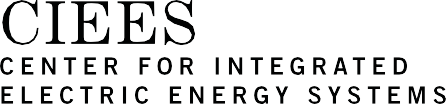 CIEES
CENTER FOR INTEGRATED
ELECTRIC ENERGY SYSTEMS